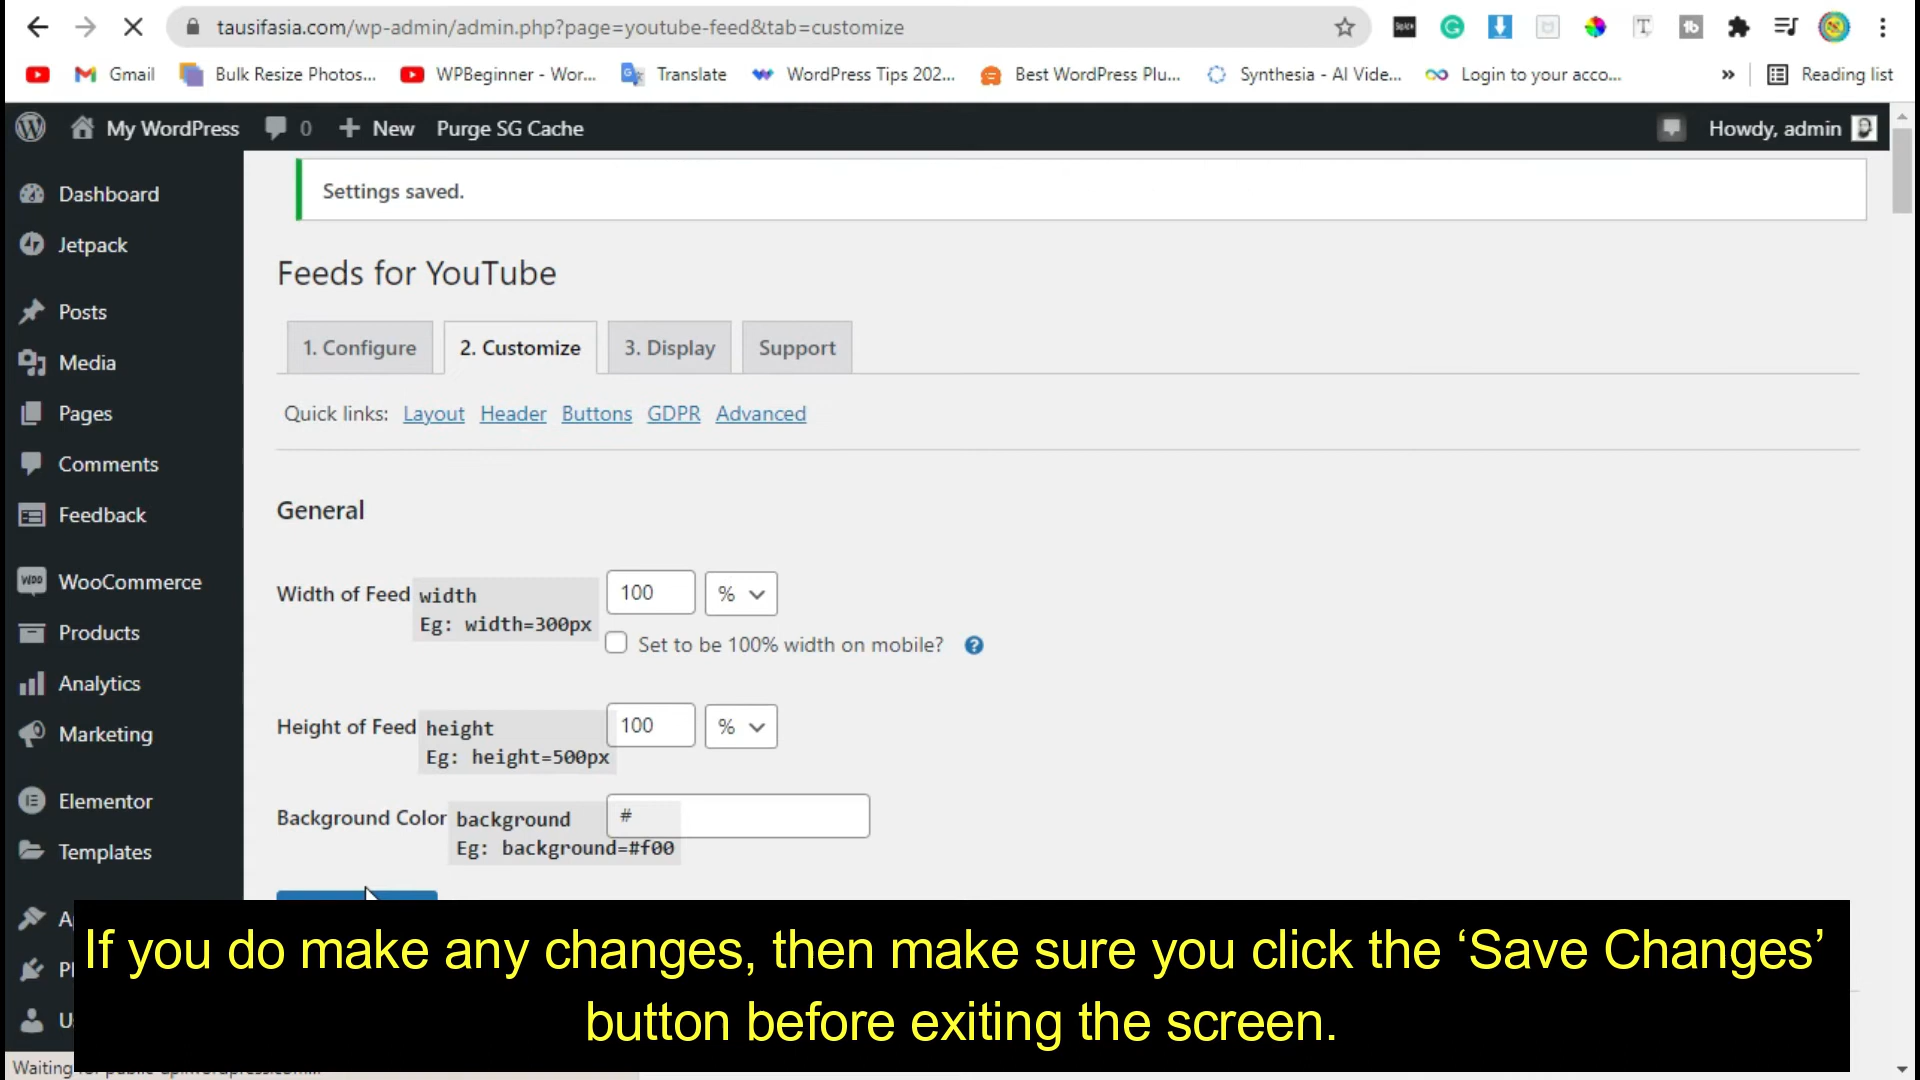 tausifasia.com/wp-admin/admin.php?page=youtube-feed&tab=customize
Gmail
Bulk Resize Photos...
WPBeginner - Wor...
Translate
WordPress Tips 202...
Best WordPress Plu...
Synthesia - AI Vide...
Login to your acco...
»
Reading list
My WordPress
0
New
Purge SG Cache
Howdy, admin
Dashboard
Jetpack
Posts
Media
Pages
Comments
Feedback
WooCommerce
Products
Analytics
Marketing
Elementor
Templates
Settings saved.
Feeds for YouTube
1. Configure
2. Customize
3. Display
Support
Quick links: Layout Header Buttons GDPR Advanced
General
Width of Feed width 100 %
Eg: width=300px
Set to be 100% width on mobile?
Height of Feed height 100 %
Eg: height=500px
Background Color background #
Eg: background=#f00
If you do make any changes, then make sure you click the ‘Save Changes’
button before exiting the screen.